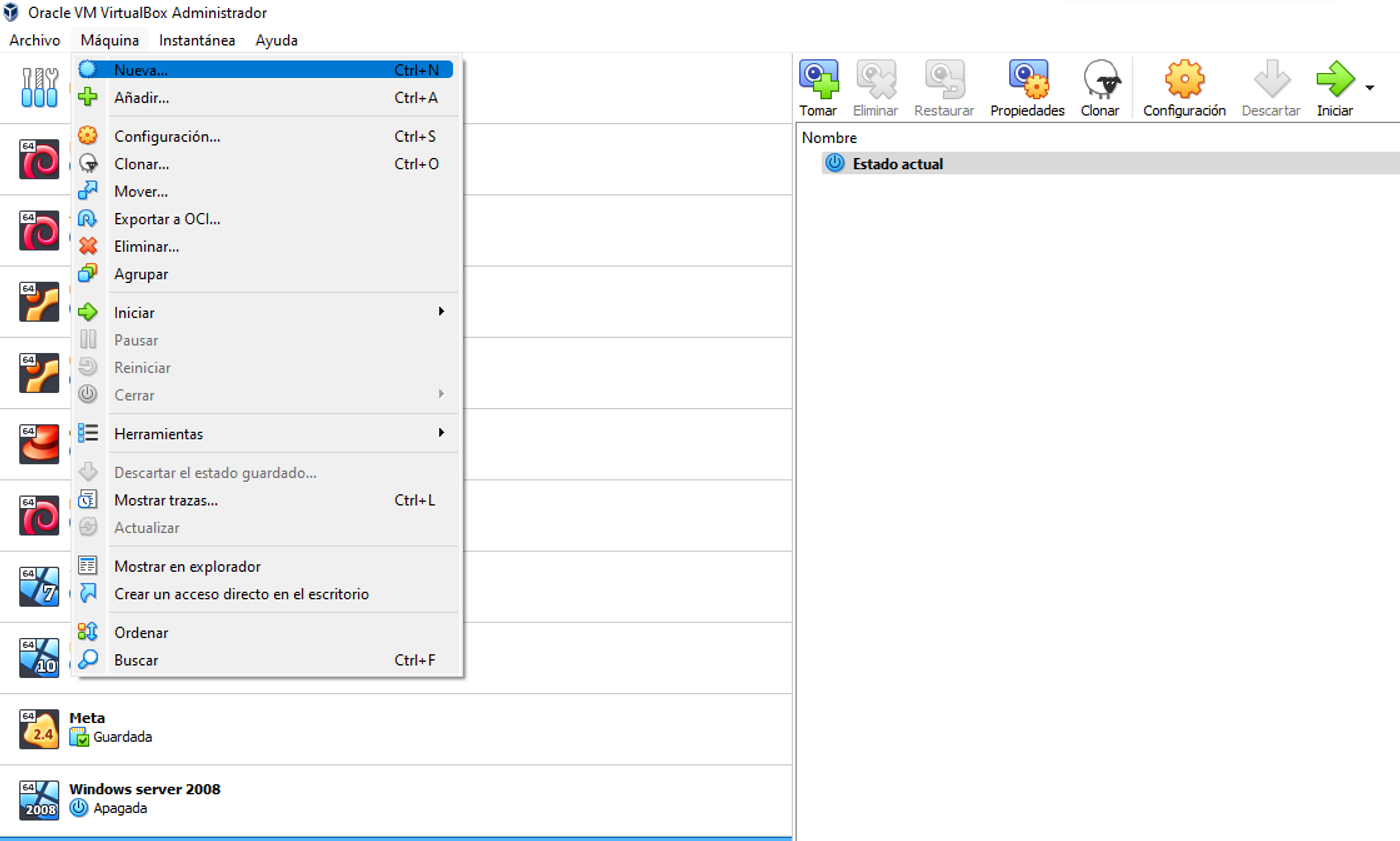 Oracle VM VirtualBox Administrador
Archivo Máquina Instantánea Ayuda
Nueva... Ctrl+N
Añadir... Ctrl+A
Configuración... Ctrl+S
Clonar... Ctrl+O
Mover...
Exportar a OCI...
Eliminar...
Agrupar
Iniciar
Pausar
Reiniciar
Cerrar
Herramientas
Descartar el estado guardado...
Mostrar trazas... Ctrl+L
Actualizar
Mostrar en explorador
Crear un acceso directo en el escritorio
Ordenar
Buscar Ctrl+F
64
64
64
64
64
64
64 7
64 10
64 2.4
Meta
Guardada
64 2008
Windows server 2008
Apagada
Tomar Eliminar Restaurar Propiedades Clonar Configuración Descartar Iniciar
Nombre
Estado actual